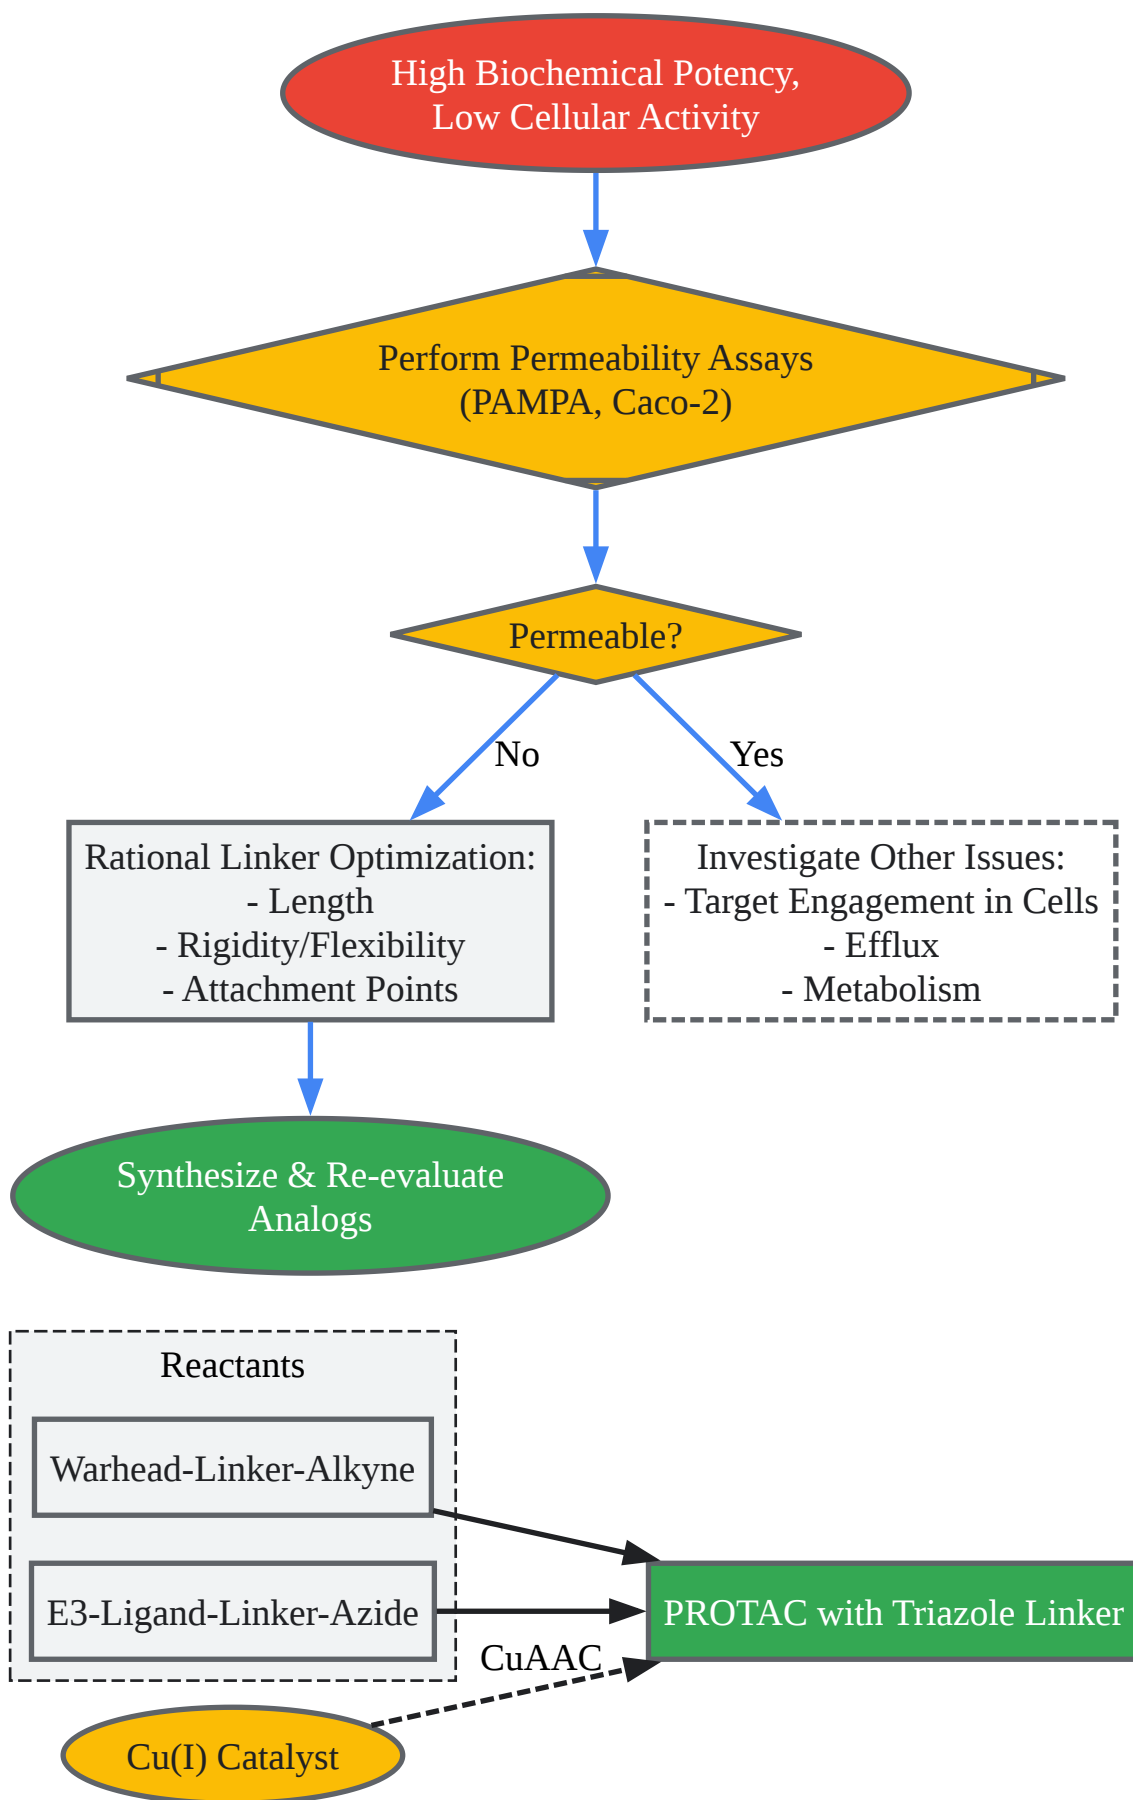 High Biochemical Potency,
Low Cellular Activity
Perform Permeability Assays
(PAMPA, Caco-2)
Permeable?
No
Yes
Rational Linker Optimization:
- Length
- Rigidity/Flexibility
- Attachment Points
Investigate Other Issues:
- Target Engagement in Cells
- Efflux
- Metabolism
Synthesize & Re-evaluate
Analogs
Reactants
Warhead-Linker-Alkyne
E3-Ligand-Linker-Azide
PROTAC with Triazole Linker
CuAAC
Cu(I) Catalyst